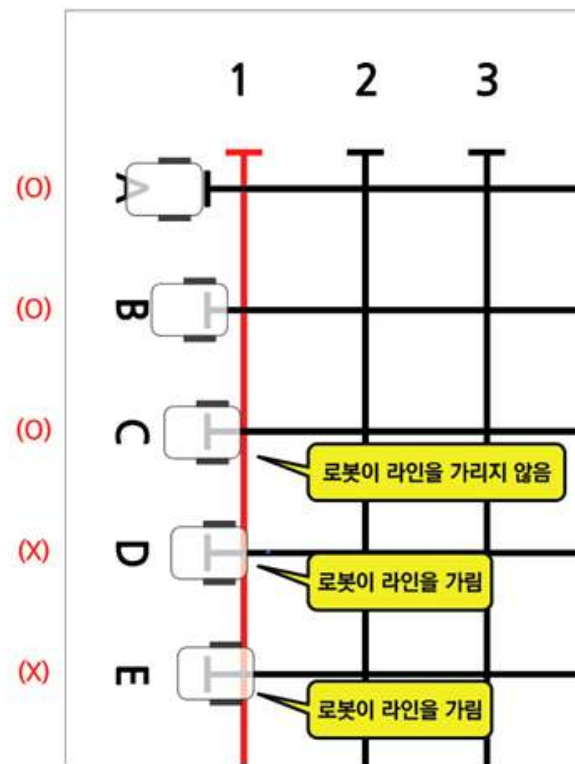 1 2 3
(O) A
(O) B
(O) C
로봇이 라인을 가리지 않음
(X) D
로봇이 라인을 가림
(X) E
로봇이 라인을 가림